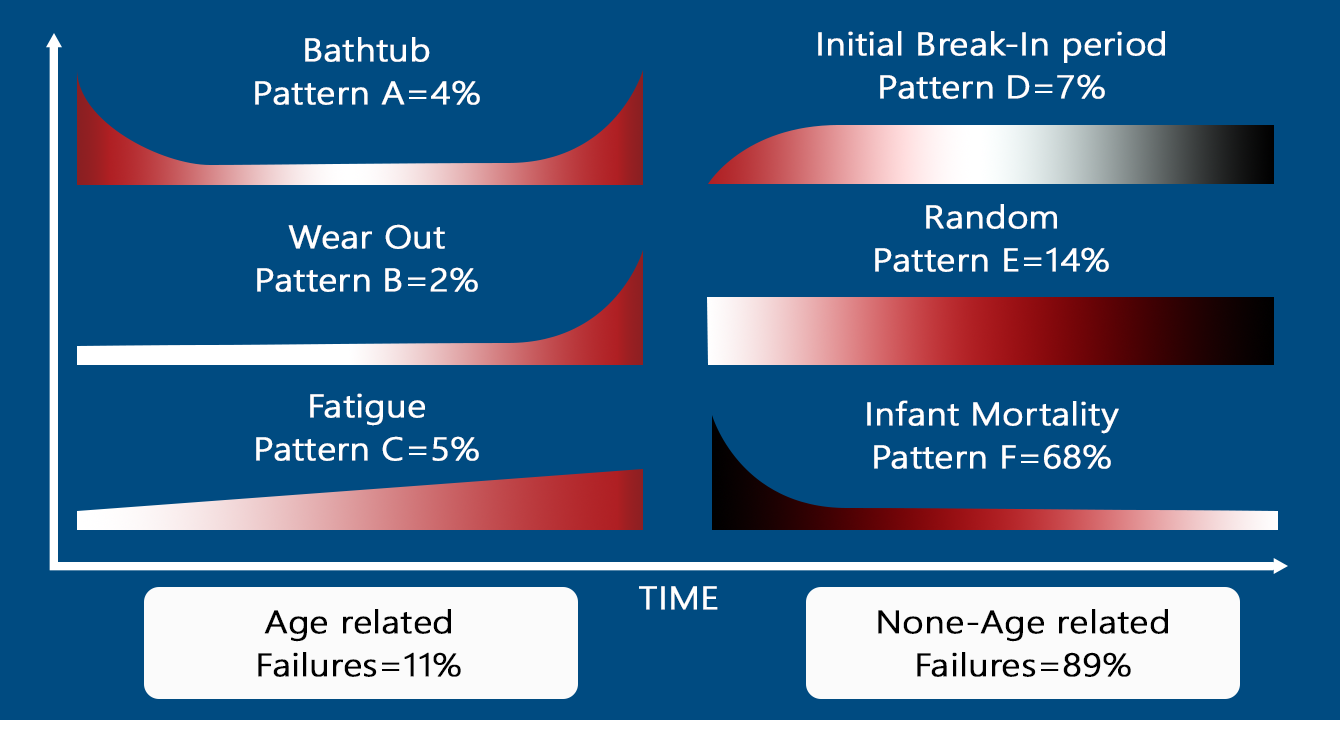 Bathtub
Pattern A=4%
Wear Out
Pattern B=2%
Fatigue
Pattern C=5%
Initial Break-In period
Pattern D=7%
Random
Pattern E=14%
Infant Mortality
Pattern F=68%
TIME
Age related
Failures=11%
None-Age related
Failures=89%